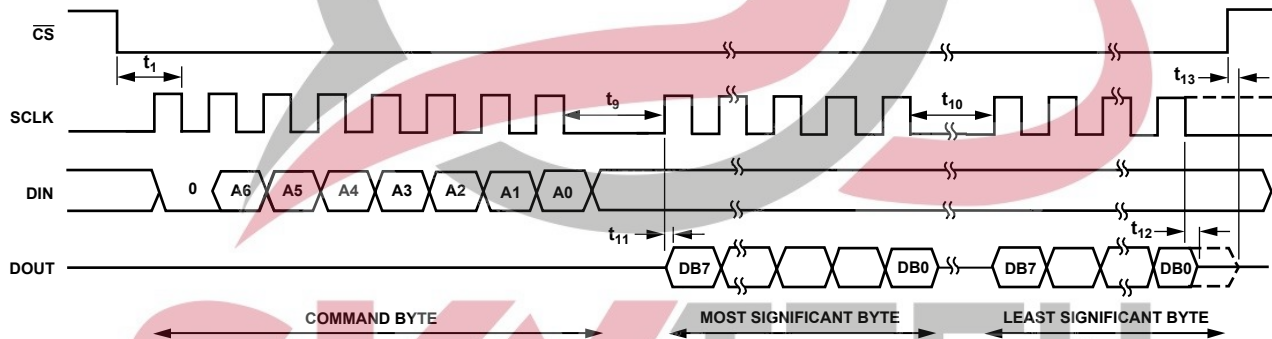 CS
t1
t13
SCLK
t9
t10
DIN
0 A6 A5 A4 A3 A2 A1 A0
t11
t12
DOUT
DB7 DB0 DB7 DB0
COMMAND BYTE
MOST SIGNIFICANT BYTE
LEAST SIGNIFICANT BYTE